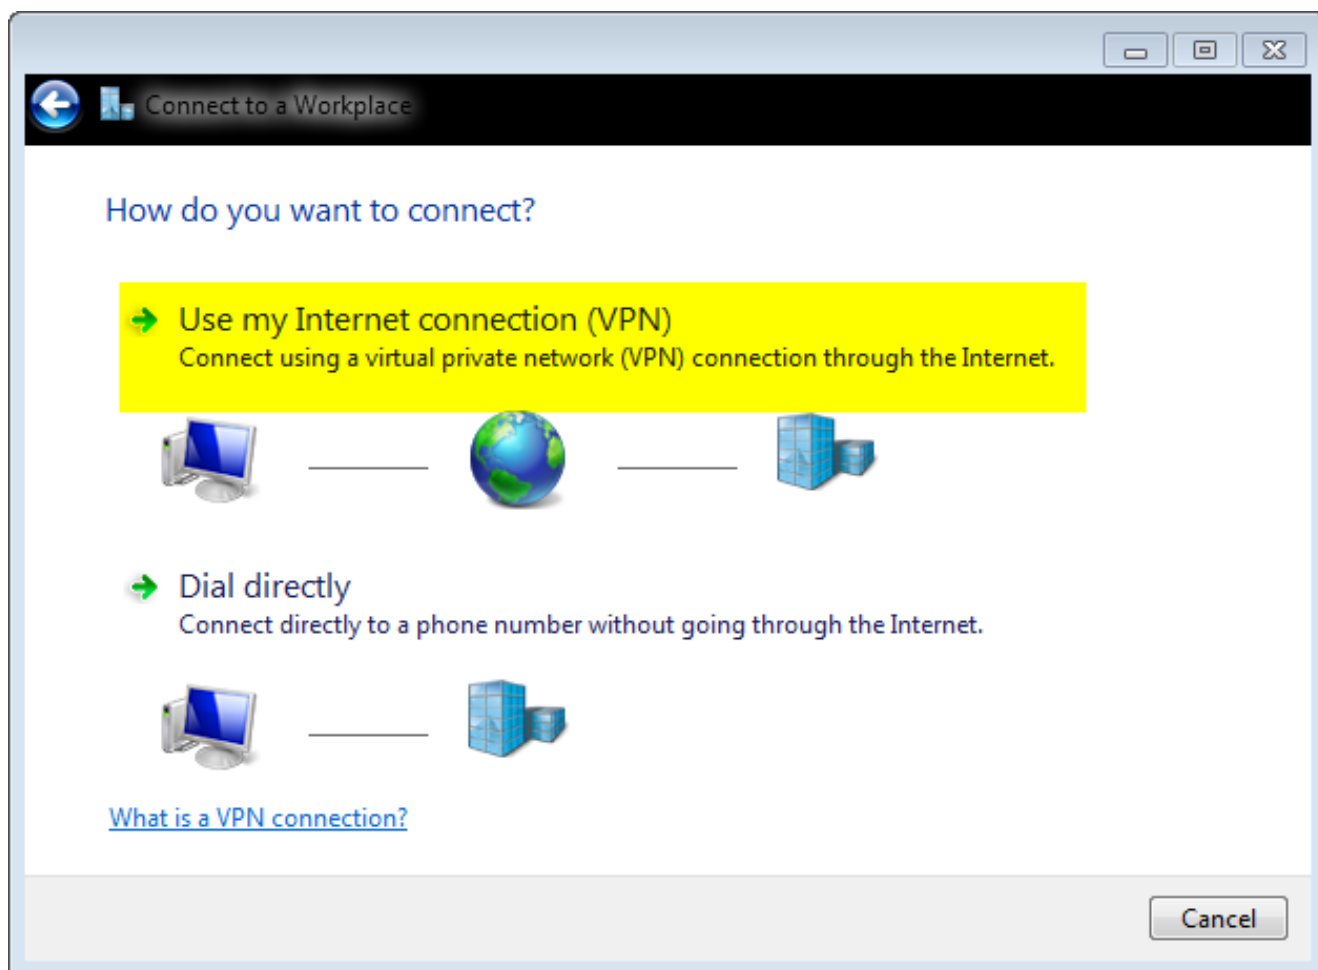 Connect to a Workplace
How do you want to connect?
Use my Internet connection (VPN)
Connect using a virtual private network (VPN) connection through the Internet.
Dial directly
Connect directly to a phone number without going through the Internet.
What is a VPN connection?
Cancel